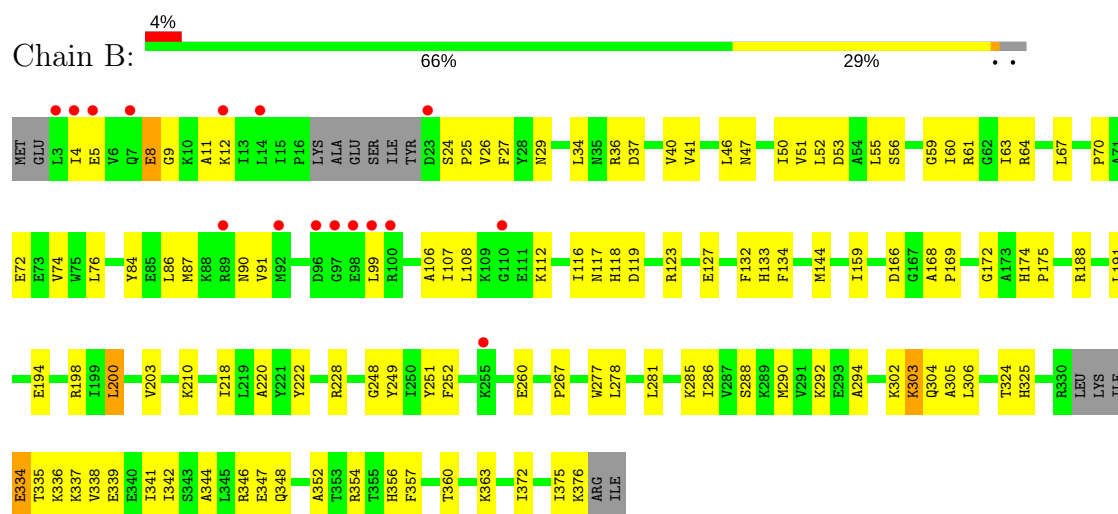 4%
Chain B:
66% 29% • •
MET GLU L3 I4 E5 V6 Q7 E8 G9 K10 A11 K12 I13 L14 I15 P16 LYS ALA GLU SER ILE TYR D23 S24 P25 V26 F27 Y28 N29 L34 N35 R36 D37 V40 V41 L46 N47 I50 V51 L52 D53 A54 L55 S56 G59 I60 R61 G62 I63 R64 L67 P70 A71
E72 E73 V74 W75 L76 Y84 E85 L86 M87 K88 R89 N90 V91 M92 D96 G97 E98 L99 R100 A106 I107 L108 K109 G110 E111 K112 I116 N117 H118 D119 R123 E127 F132 H133 F134 M144 I159 D166 G167 A168 P169 G172 A173 H174 P175 R188 L191
E194 R198 I199 L200 V203 K210 I218 L219 A220 Y221 Y222 R228 G248 Y249 I250 Y251 F252 K255 E260 P267 W277 L278 L281 K285 I286 V287 S288 K289 M290 V291 K292 E293 A294 K302 K303 Q304 A305 L306 T324 H325 R330 LEU LYS ILE
E334 T335 K336 K337 V338 E339 E340 I341 I342 S343 A344 L345 R346 E347 Q348 A352 T353 R354 T355 H356 F357 T360 K363 I372 I375 K376 ARG ILE